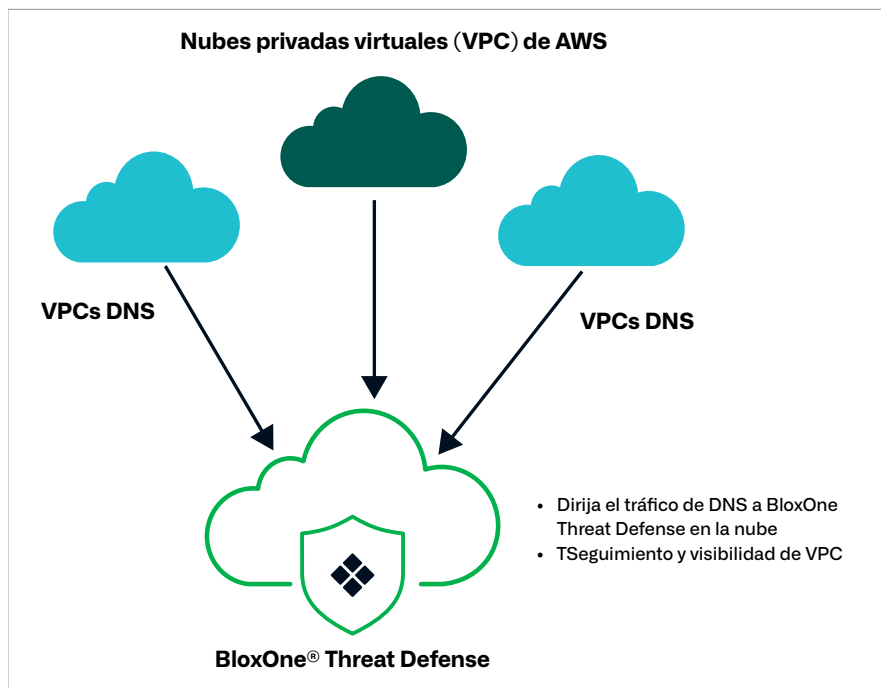 Nubes privadas virtuales (VPC) de AWS
VPCs DNS
VPCs DNS
• Dirija el tráfico de DNS a BloxOne
Threat Defense en la nube
• TSeguimiento y visibilidad de VPC
BloxOne® Threat Defense